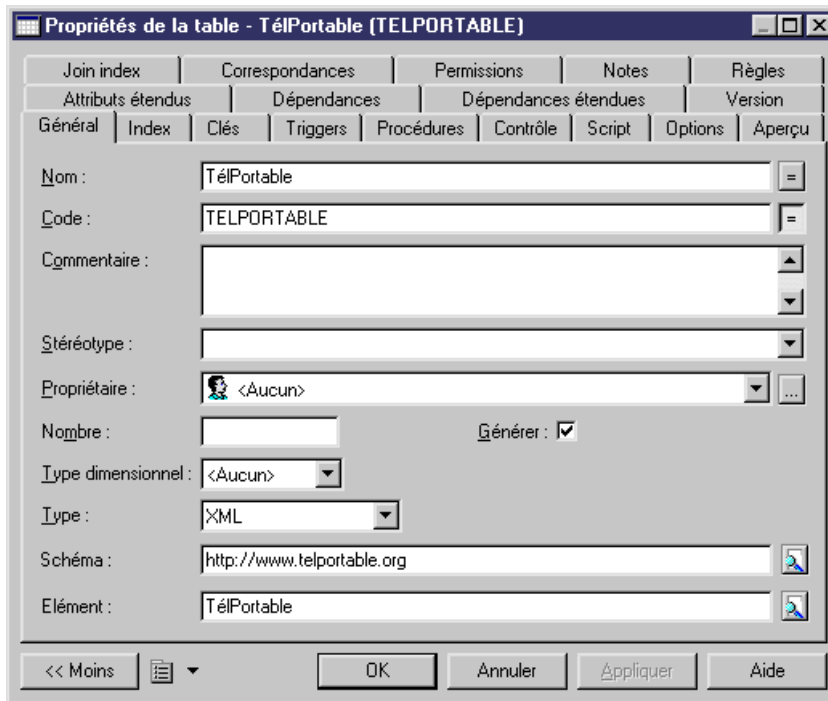 Propriétés de la table - TélPortable (TELPORTABLE)
Join index Correspondances Permissions Notes Règles
Attributs étendus Dépendances Dépendances étendues Version
Général Index Clés Triggers Procédures Contrôle Script Options Aperçu
Nom : TélPortable =
Code : TELPORTABLE =
Commentaire :
Stéréotype :
Propriétaire : <Aucun> ...
Nombre : Générer :
Type dimensionnel : <Aucun>
Type : XML
Schéma : http://www.telportable.org
Elément : TélPortable
<< Moins OK Annuler Appliquer Aide